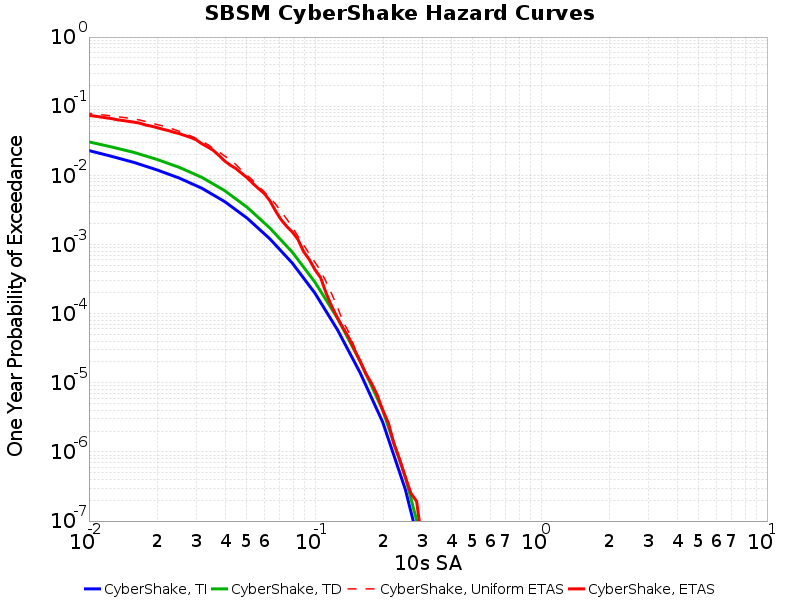 SBSM CyberShake Hazard Curves
One Year Probability of Exceedance
10^0
10^-1
10^-2
10^-3
10^-4
10^-5
10^-6
10^-7
10^-2 2 3 4 5 6 10^-1 2 3 4 5 6 7 10^0 2 3 4 5 6 7 10^1
10s SA
CyberShake, TI CyberShake, TD CyberShake, Uniform ETAS CyberShake, ETAS